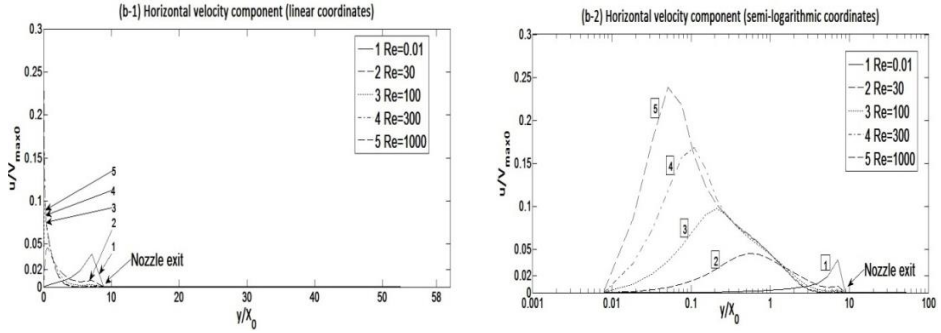 (b-1) Horizontal velocity component (linear coordinates)
0.3
0.25
0.2
0.15
0.1
0.05
0.02
0
u/Vmax0
1 Re=0.01
2 Re=30
3 Re=100
4 Re=300
5 Re=1000
5
4
3
2
1
Nozzle exit
0 10 20 30 40 50 58
y/X0
(b-2) Horizontal velocity component (semi-logarithmic coordinates)
0.3
0.25
0.2
0.15
0.1
0.05
0.02
0
u/Vmax0
1 Re=0.01
2 Re=30
3 Re=100
4 Re=300
5 Re=1000
5
4
3
2
1
Nozzle exit
0.001 0.01 0.1 1 10 100
y/X0